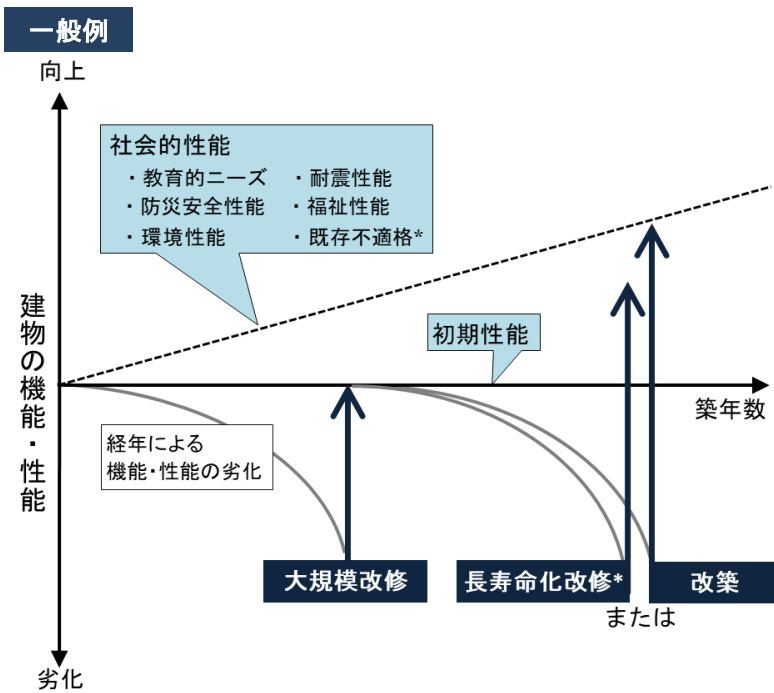 一般例
向上
社会的性能
・教育的ニーズ ・耐震性能
・防災安全性能 ・福祉性能
・環境性能 ・既存不適格*
建物の機能・性能
初期性能
築年数
経年による
機能・性能の劣化
大規模改修
長寿命化改修*
改築
または
劣化